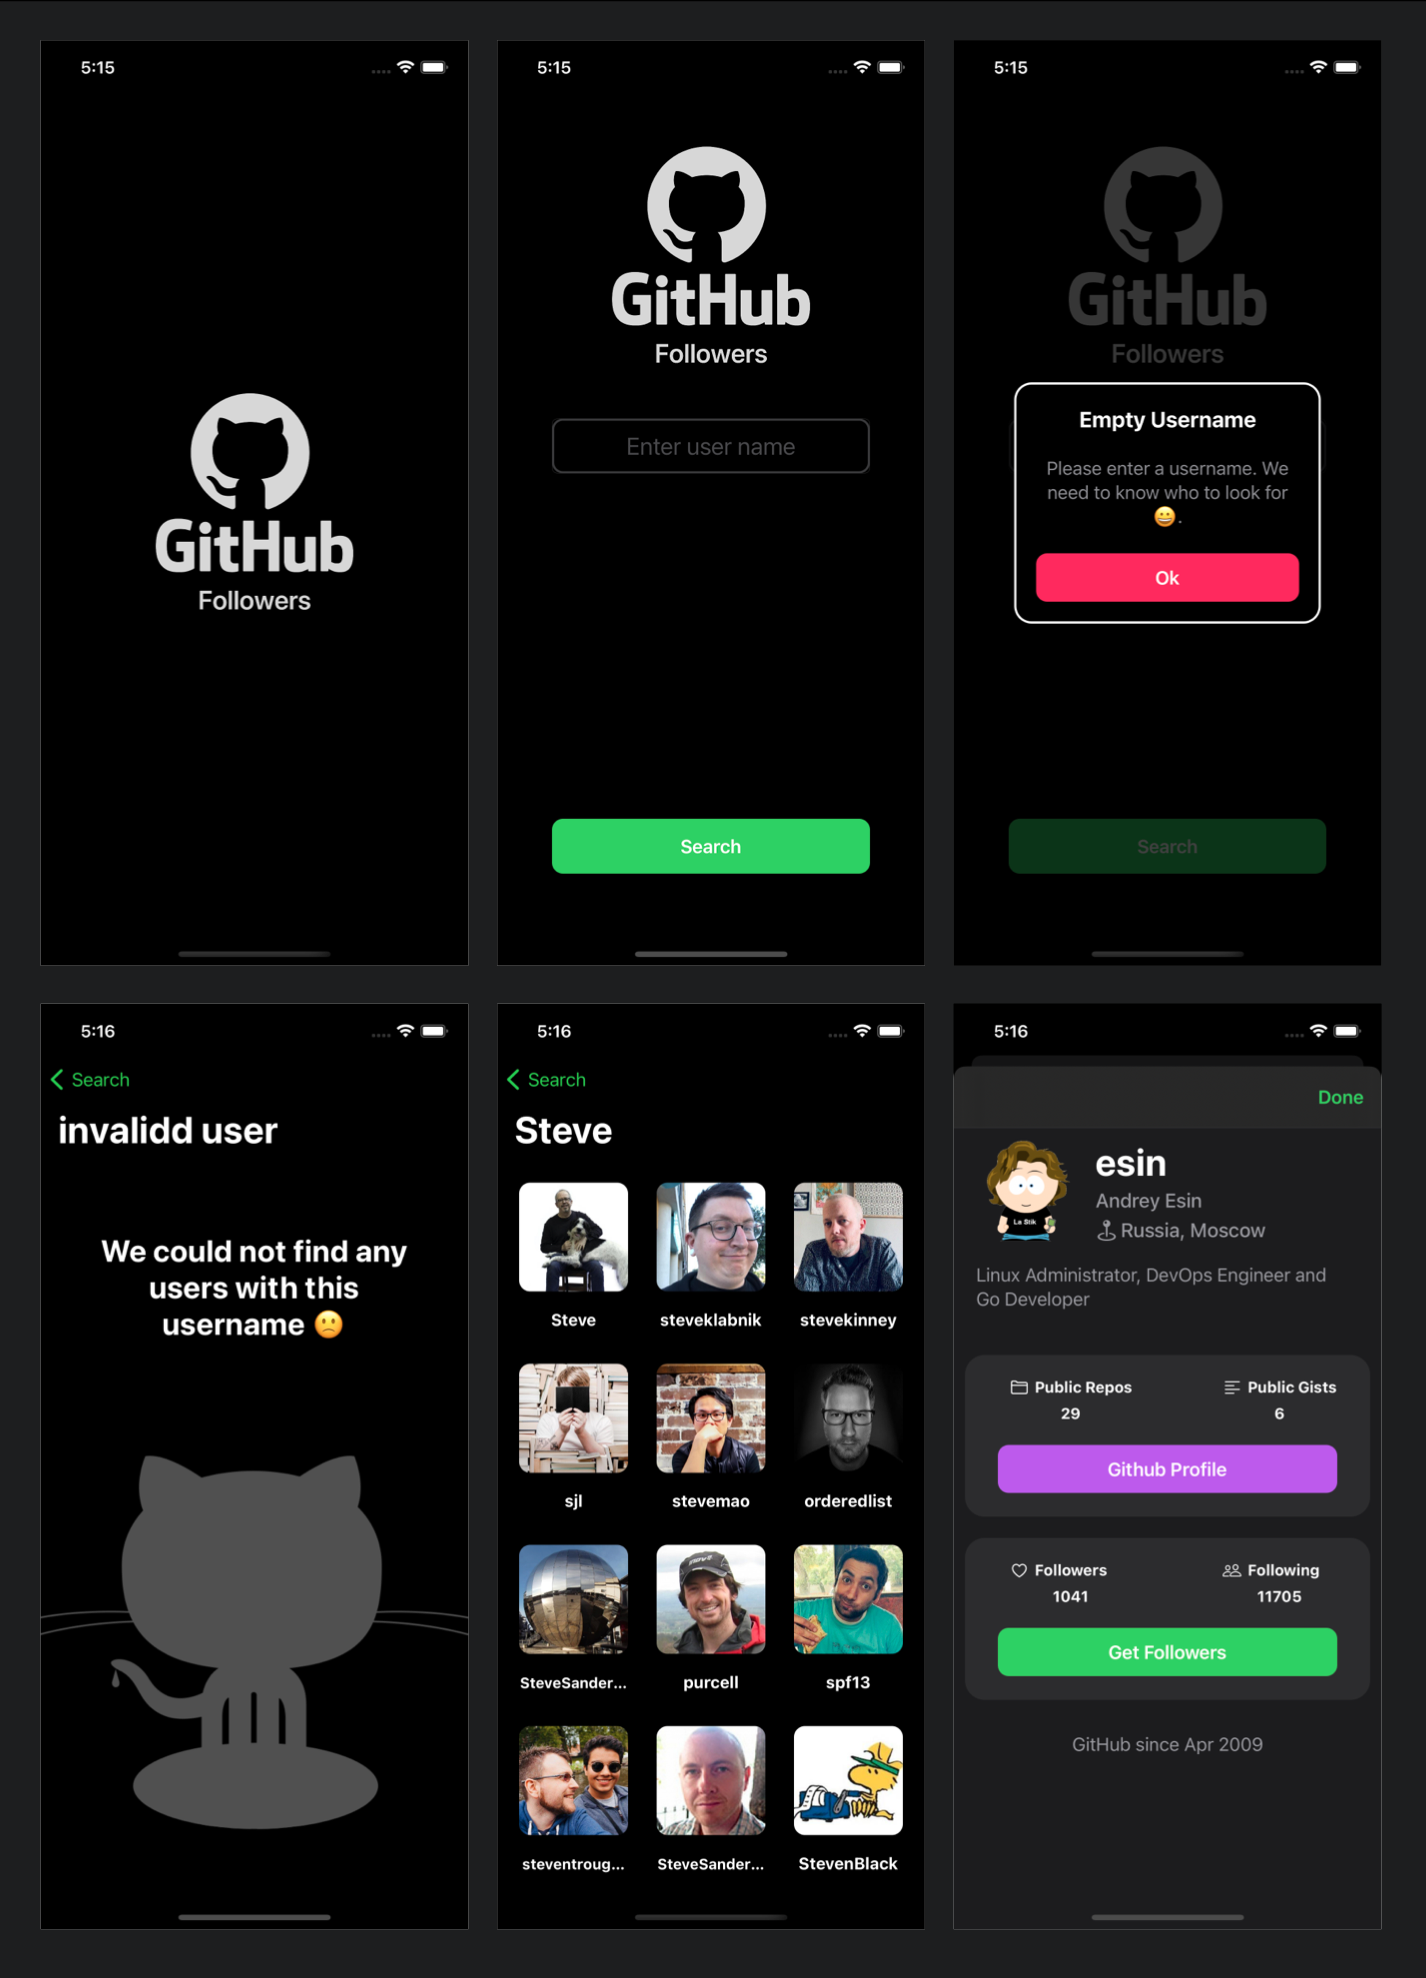 5:15
GitHub
Followers
5:15
GitHub
Followers
Enter user name
Search
5:15
GitHub
Followers
Empty Username
Please enter a username. We
need to know who to look for
😀.
Ok
Search
5:16
Search
invalidd user
We could not find any
users with this
username 🙁
5:16
Search
Steve
Steve
steveklabnik
stevekinney
sjl
stevemao
orderedlist
SteveSander...
purcell
spf13
steventroug...
SteveSander...
StevenBlack
5:16
Done
esin
Andrey Esin
Russia, Moscow
La Stik
Linux Administrator, DevOps Engineer and
Go Developer
Public Repos
29
Public Gists
6
Github Profile
Followers
1041
Following
11705
Get Followers
GitHub since Apr 2009